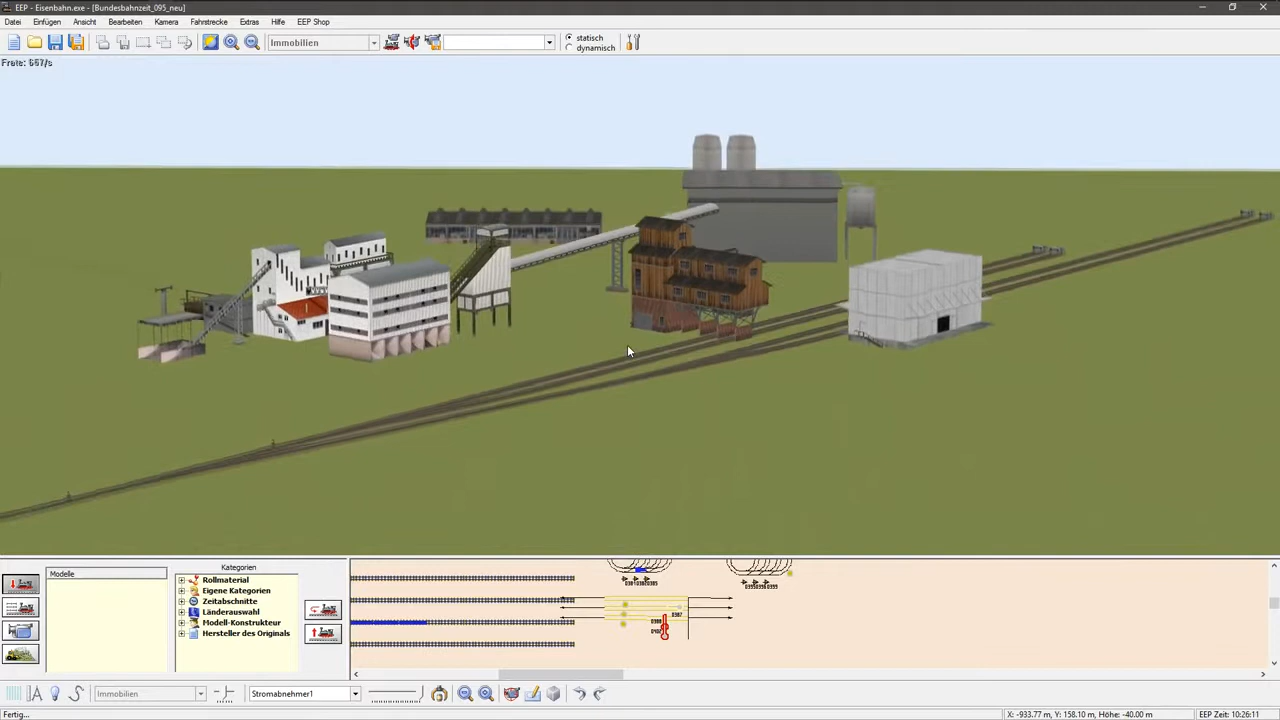 EEP - Eisenbahn.exe - [Bundesbahnzeit_095_neu]
Datei Einfügen Ansicht Bearbeiten Kamera Fahrstrecke Extras Hilfe EEP Shop
Immobilien
statisch
dynamisch
Modelle
Kategorien
Rollmaterial
Eigene Kategorien
Zeitabschnitte
Länderauswahl
Modell-Konstrukteur
Hersteller des Originals
Immobilien
Stromabnehmer1
Fertig...
X: -933.77 m, Y: 158.10 m, Höhe: -40.00 m
EEP Zeit: 10:26:11